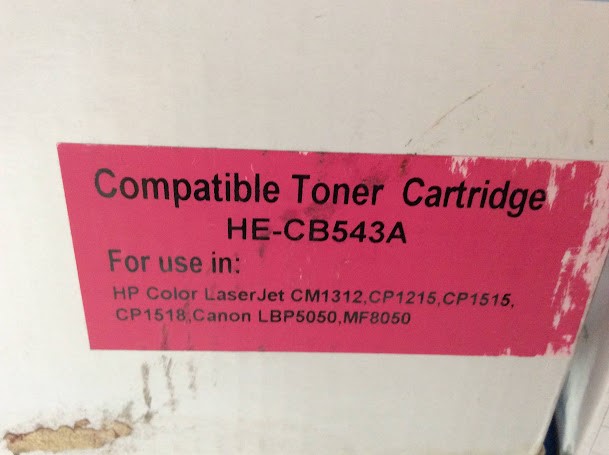 Compatible Toner Cartridge
HE-CB543A
For use in:
HP Color LaserJet CM1312,CP1215,CP1515,
CP1518,Canon LBP5050,MF8050